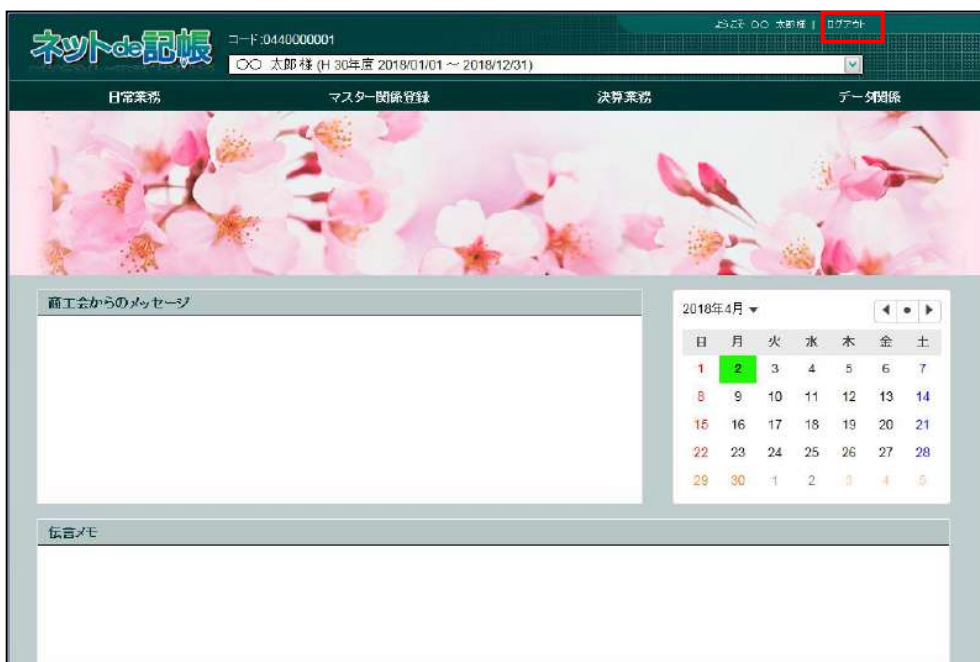 ようこそ 〇〇 太郎様 | ログアウト
ネットde記帳
コード:0440000001
〇〇 太郎様 (H 30年度 2018/01/01 ～ 2018/12/31)
日常業務 マスター関係登録 決算業務 データ関係
商工会からのメッセージ
2018年4月
日 月 火 水 木 金 土
1 2 3 4 5 6 7
8 9 10 11 12 13 14
15 16 17 18 19 20 21
22 23 24 25 26 27 28
29 30 1 2 3 4 5
伝言メモ